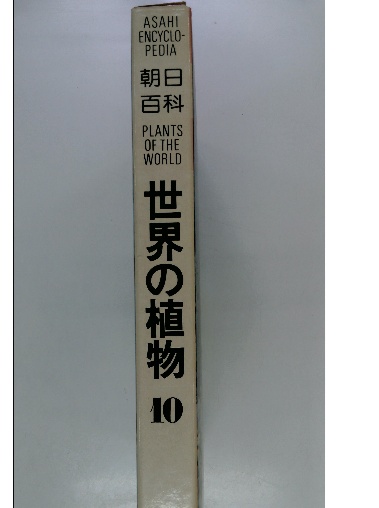 ASAHI
ENCYCLO-
PEDIA
朝日
百科
PLANTS
OF THE
WORLD
世界の植物
10